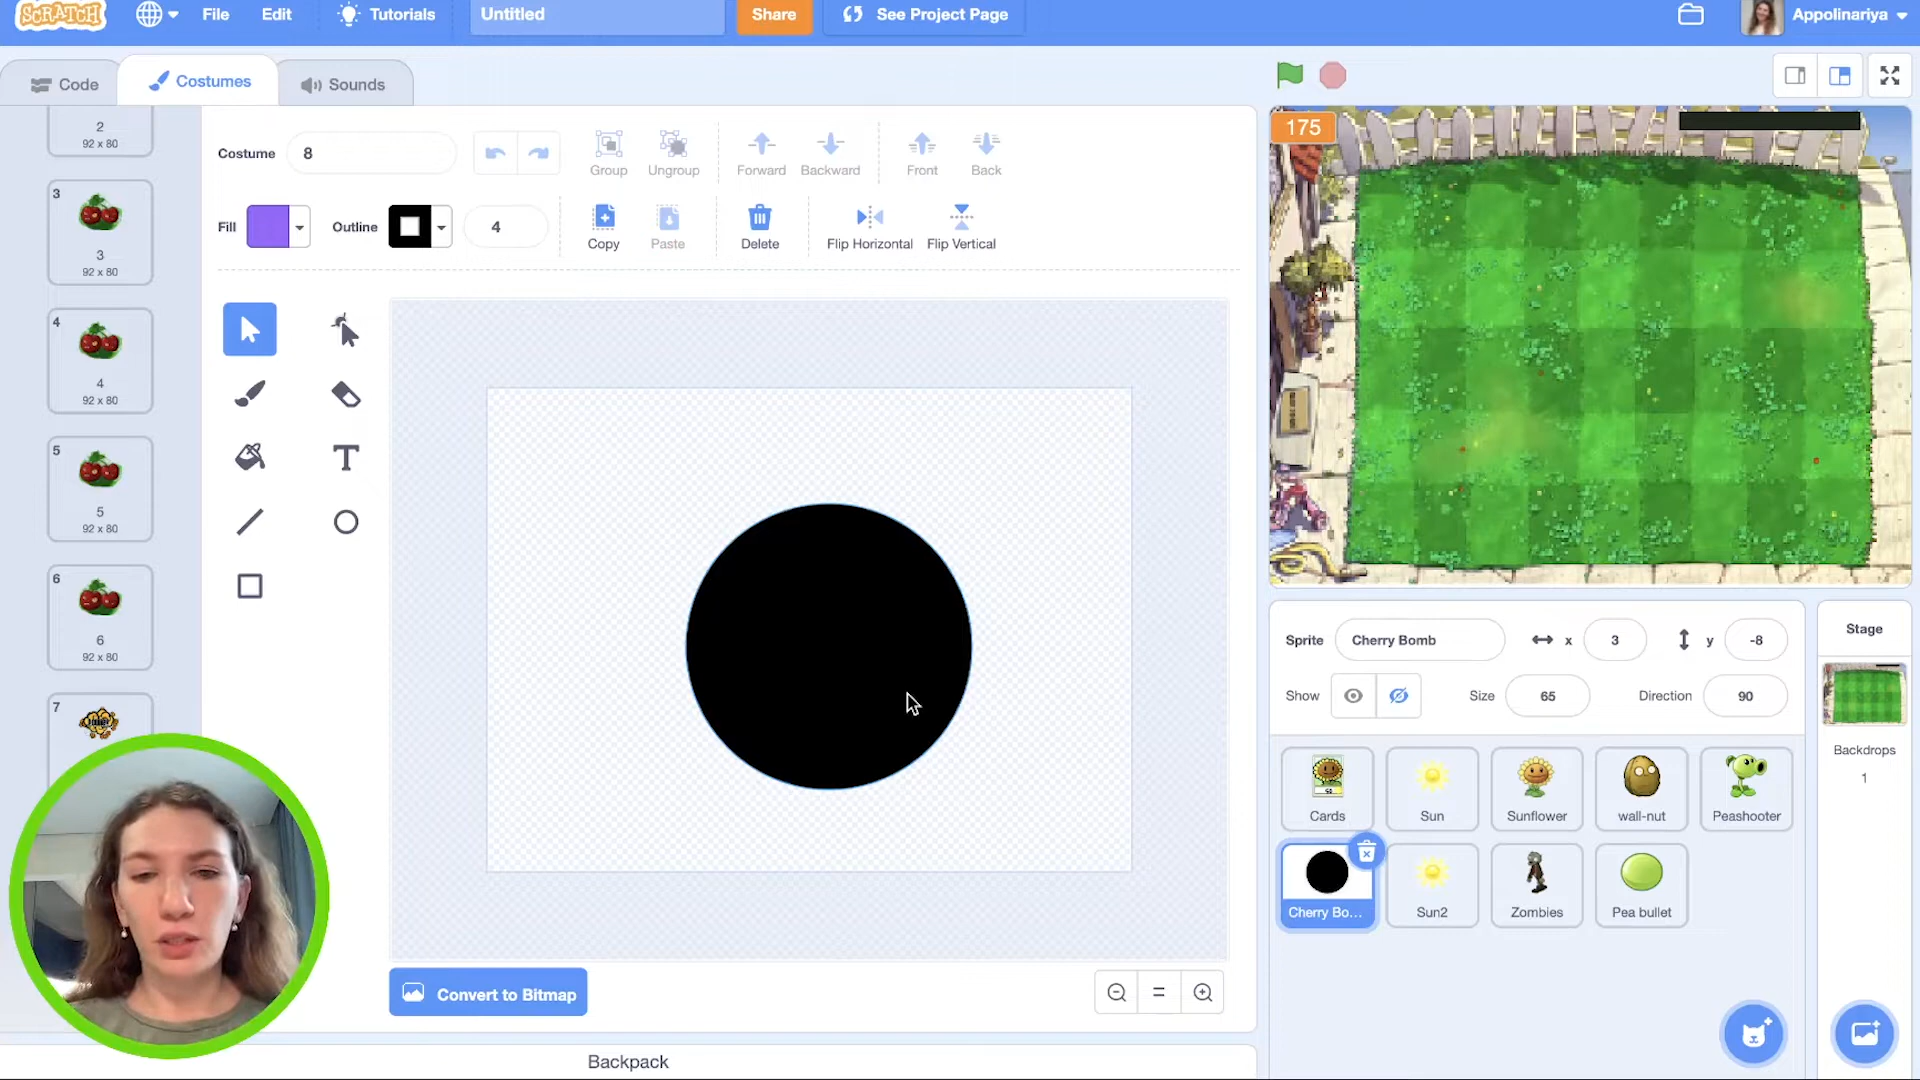 SCRATCH
File
Edit
Tutorials
Untitled
Share
See Project Page
Appolinariya
Code
Costumes
Sounds
2
92 x 80
3
3
92 x 80
4
4
92 x 80
5
5
92 x 80
6
6
92 x 80
7
Costume
8
Group
Ungroup
Forward
Backward
Front
Back
Fill
Outline
4
Copy
Paste
Delete
Flip Horizontal
Flip Vertical
T
Convert to Bitmap
=
Backpack
175
Sprite
Cherry Bomb
x
3
y
-8
Show
Size
65
Direction
90
Stage
Backdrops
1
Cards
Sun
Sunflower
wall-nut
Peashooter
Cherry Bo...
Sun2
Zombies
Pea bullet